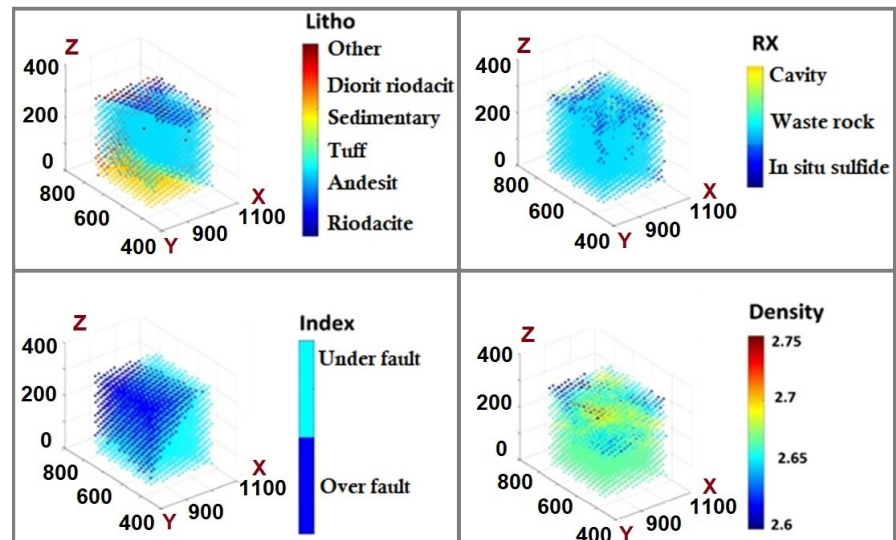 Litho
Z
400
200
0
800
600
400
Y
900
X
1100
Other
Diorit riodacit
Sedimentary
Tuff
Andesit
Riodacite
RX
Z
400
200
0
800
600
400
Y
900
X
1100
Cavity
Waste rock
In situ sulfide
Index
Z
400
200
0
800
600
400
Y
900
X
1100
Under fault
Over fault
Density
Z
400
200
0
800
600
400
Y
900
X
1100
2.75
2.7
2.65
2.6